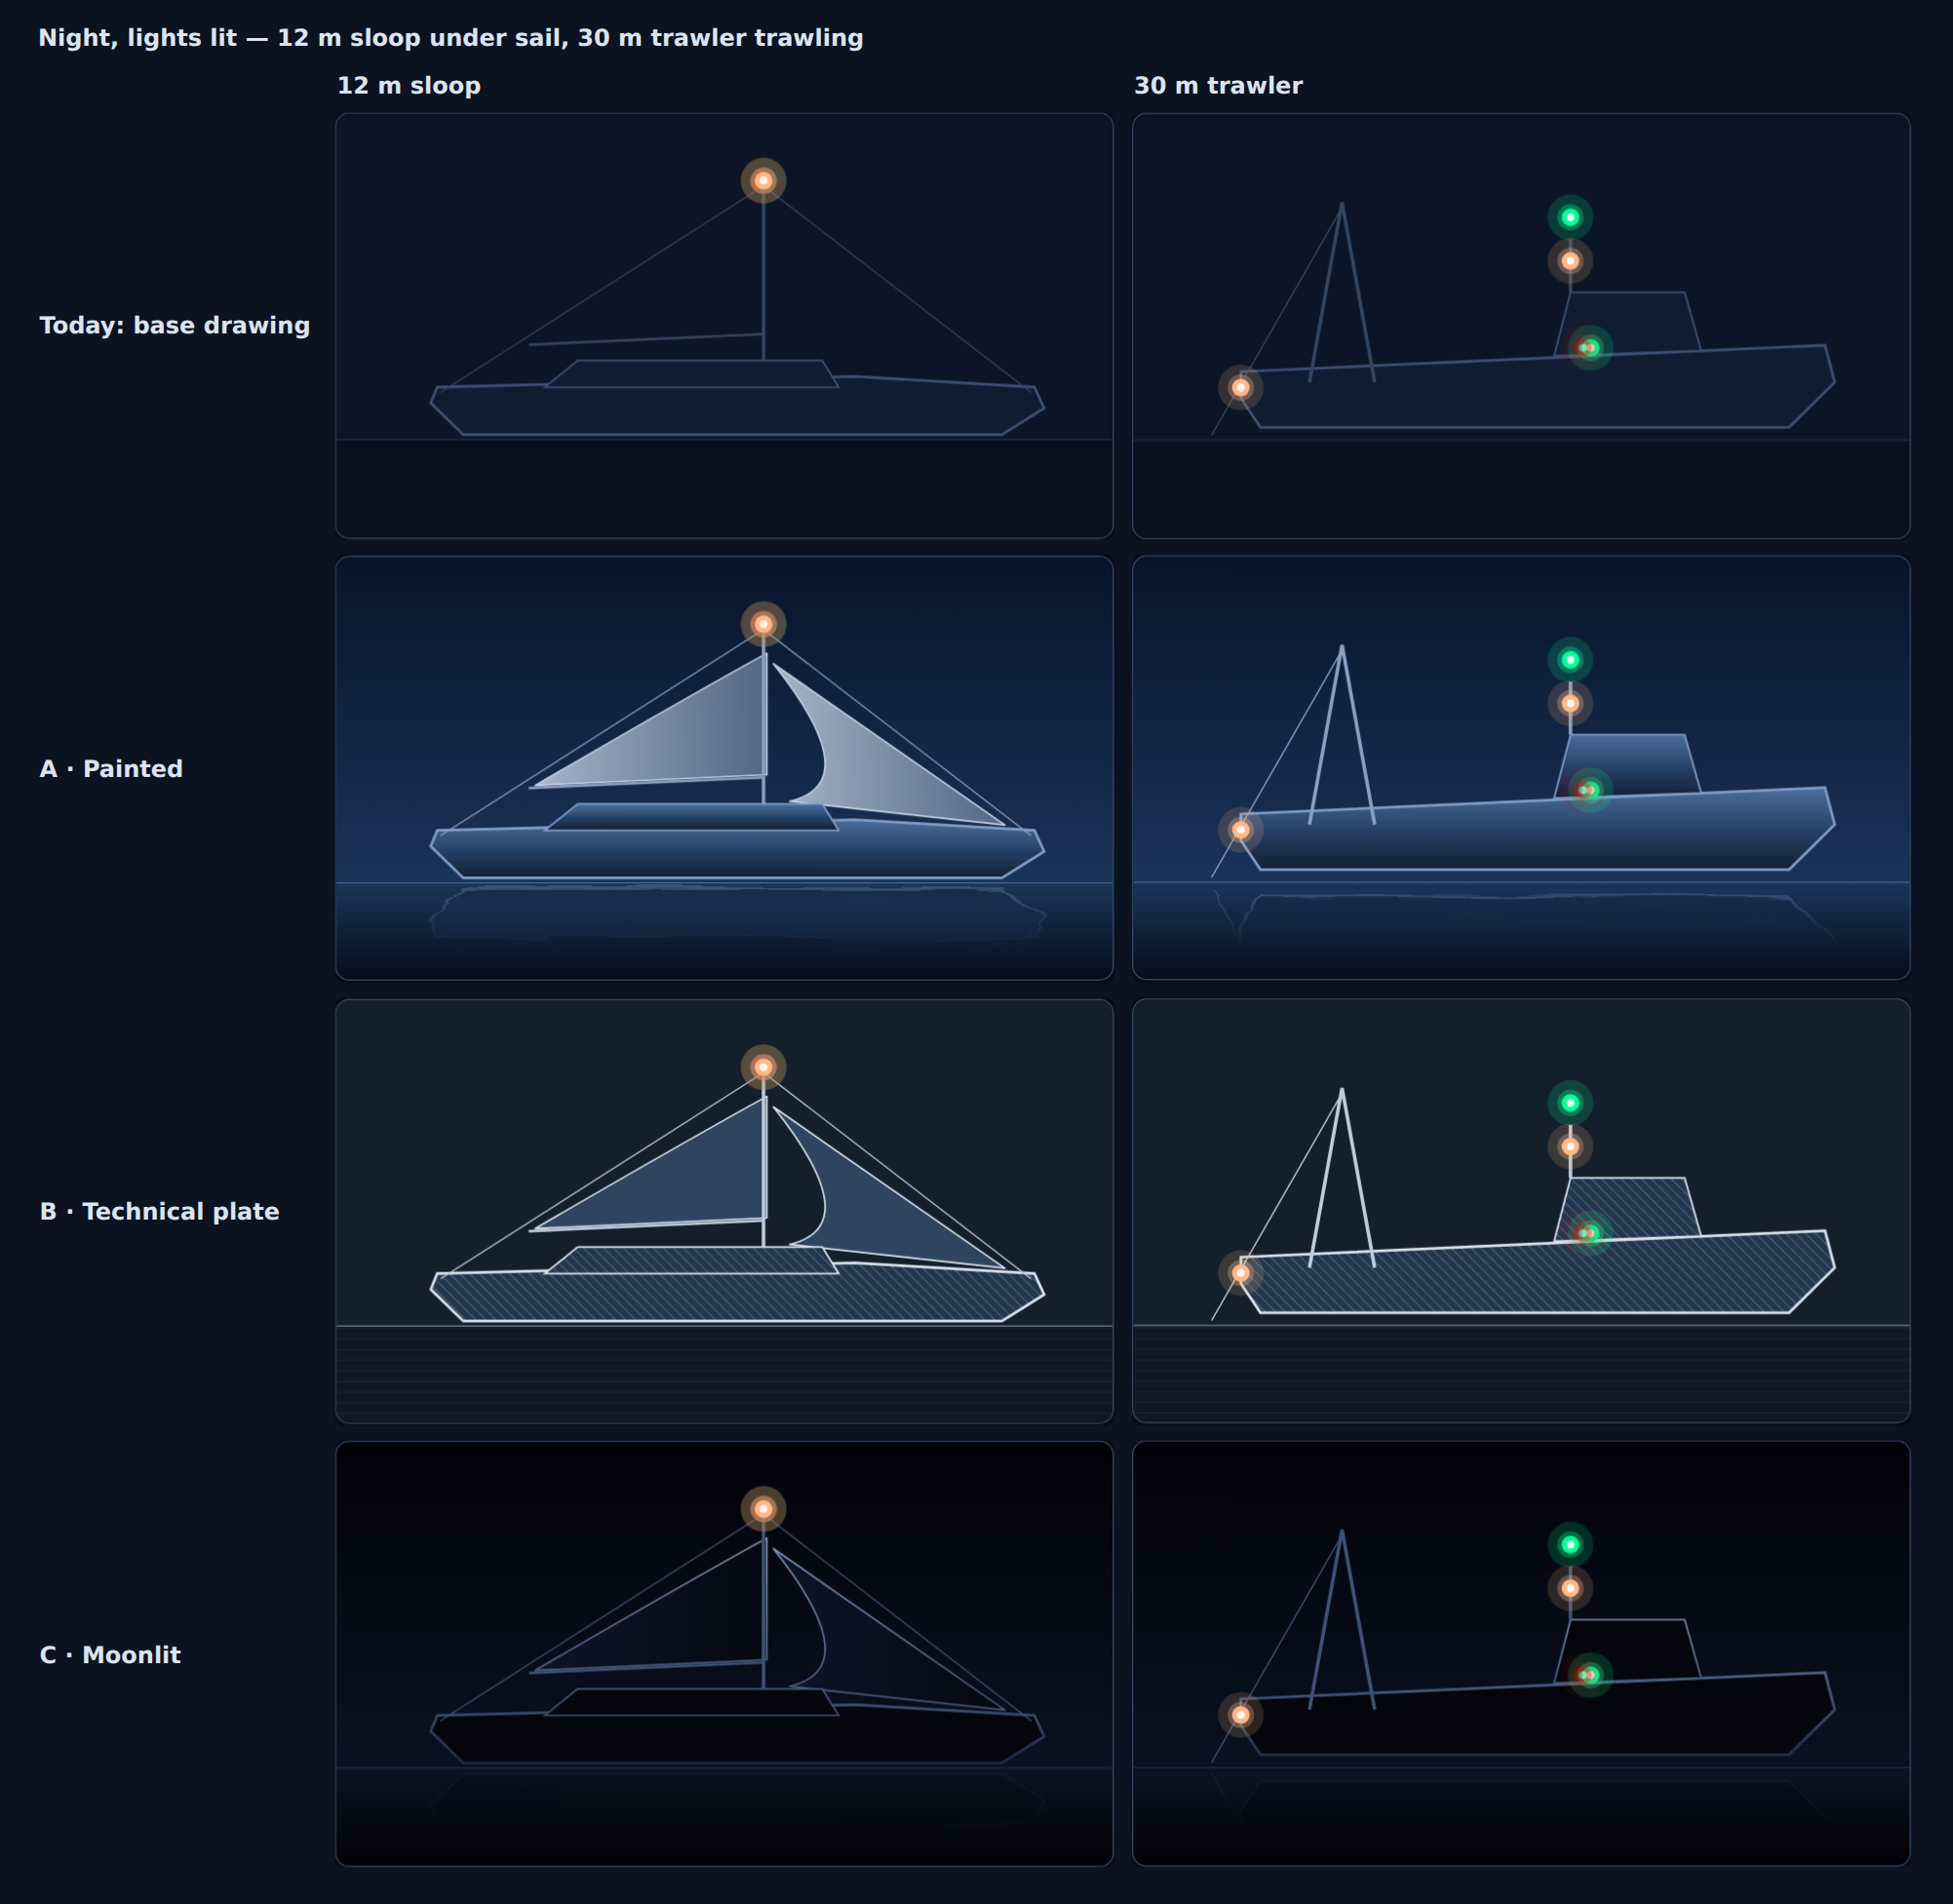 Night, lights lit — 12 m sloop under sail, 30 m trawler trawling
12 m sloop
30 m trawler
Today: base drawing
A · Painted
B · Technical plate
C · Moonlit